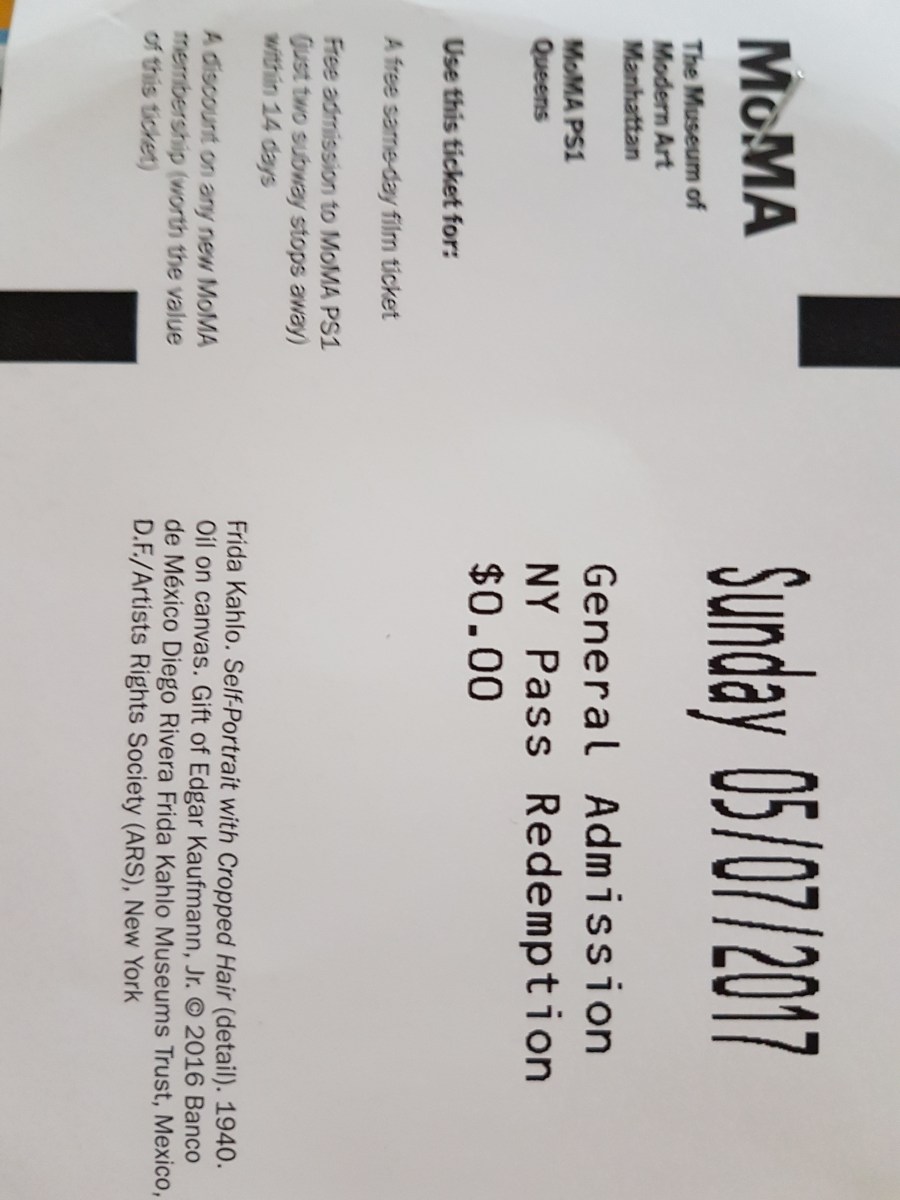 MoMA
The Museum of
Modern Art
Manhattan
MoMA PS1
Queens
Use this ticket for:
A free same-day film ticket
Free admission to MoMA PS1
(just two subway stops away)
within 14 days
A discount on any new MoMA
membership (worth the value
of this ticket)
Sunday 05/07/2017
General Admission
NY Pass Redemption
$0.00
Frida Kahlo. Self-Portrait with Cropped Hair (detail). 1940.
Oil on canvas. Gift of Edgar Kaufmann, Jr. © 2016 Banco
de México Diego Rivera Frida Kahlo Museums Trust, Mexico,
D.F./Artists Rights Society (ARS), New York